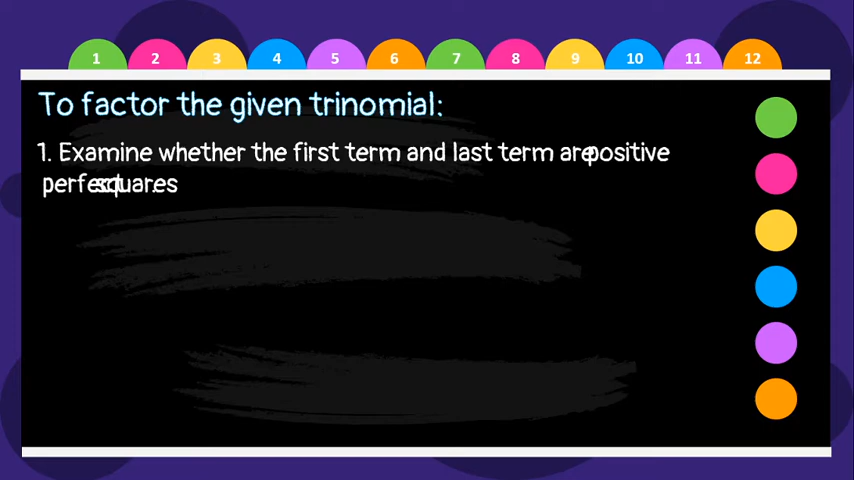 1 2 3 4 5 6 7 8 9 10 11 12
To factor the given trinomial:
1. Examine whether the first term and last term are positive
perfect squares.